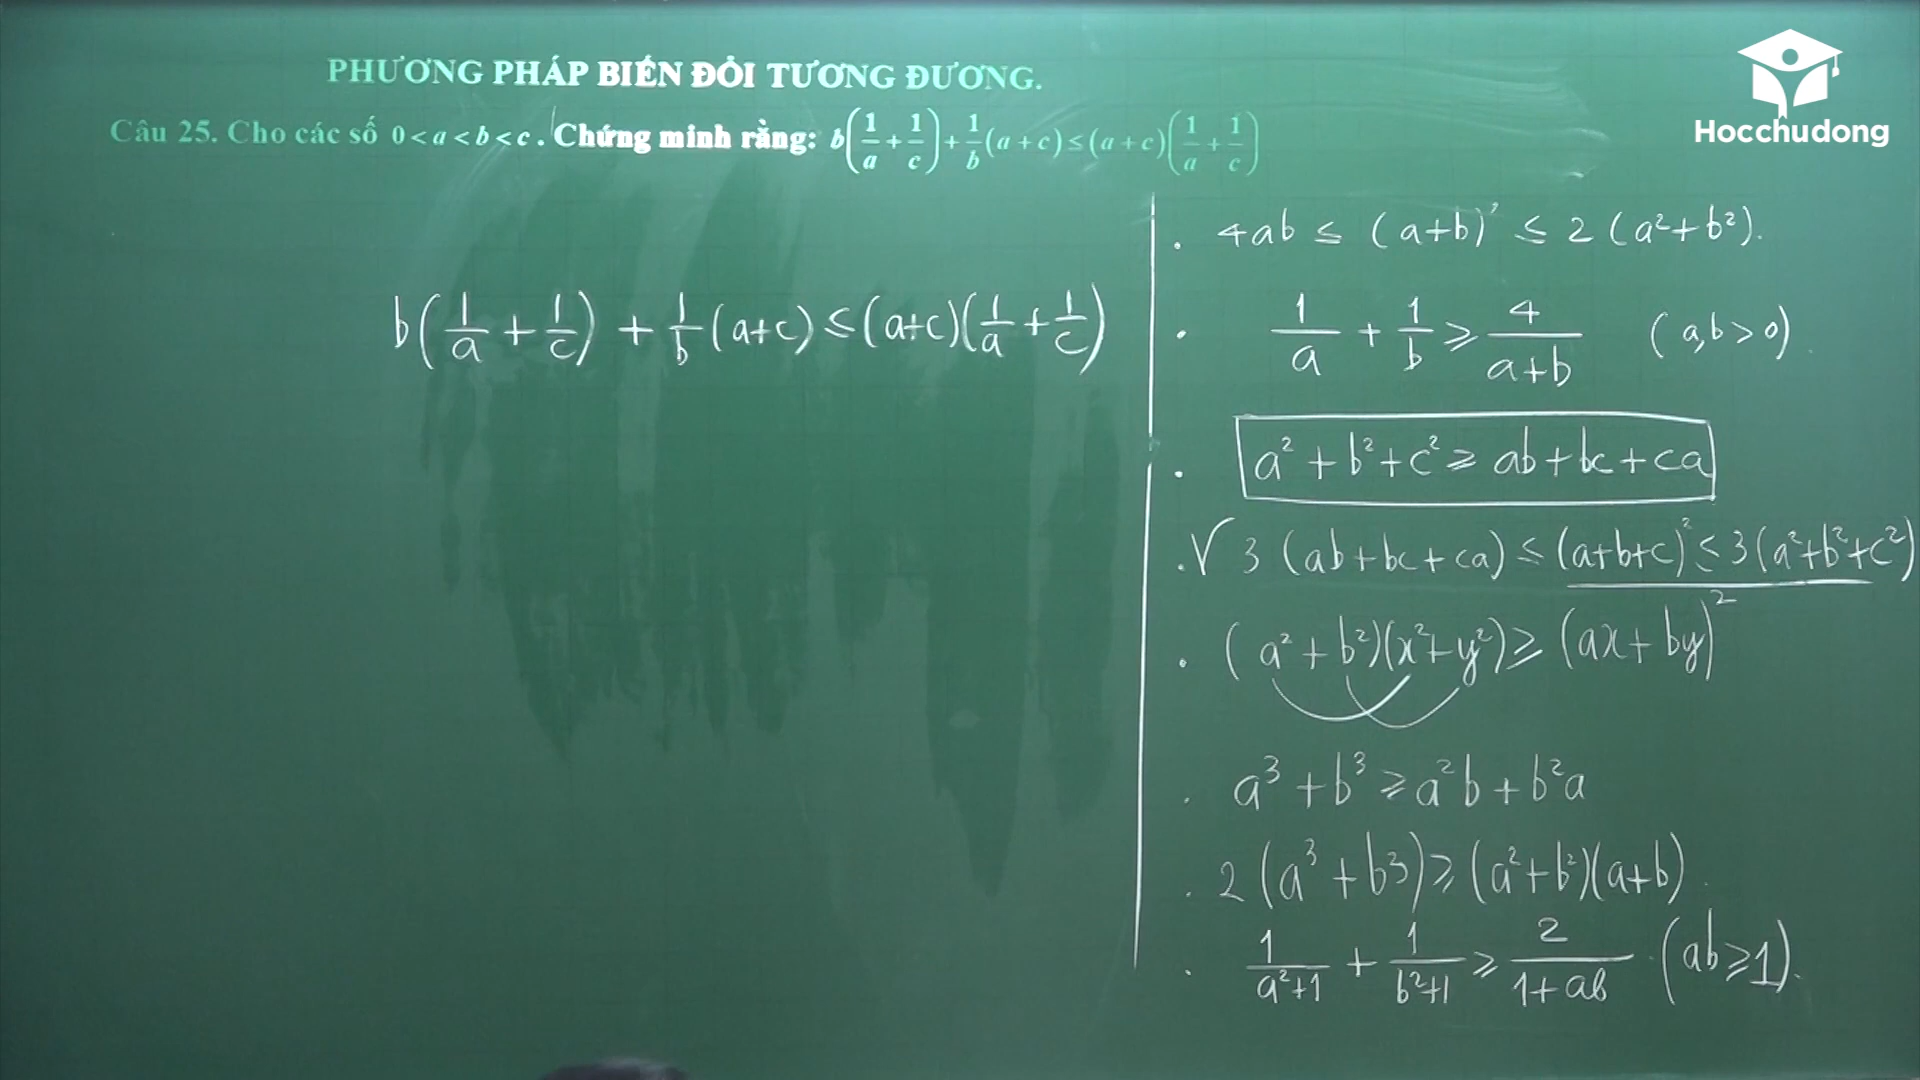 Hocchudong
PHƯƠNG PHÁP BIẾN ĐỔI TƯƠNG ĐƯƠNG.
Câu 25. Cho các số 0 < a < b < c. Chứng minh rằng: b(1/a + 1/c) + 1/b (a + c) ≤ (a + c)(1/a + 1/c)
b(1/a + 1/c) + 1/b (a+c) ≤ (a+c)(1/a + 1/c)
. 4ab ≤ (a+b)² ≤ 2(a²+b²).
. 1/a + 1/b ≥ 4/(a+b) (a,b > 0)
. a² + b² + c² ≥ ab + bc + ca
. √ 3(ab+bc+ca) ≤ (a+b+c)² ≤ 3(a²+b²+c²)
. (a² + b²)(x²+y²) ≥ (ax + by)²
. a³ + b³ ≥ a²b + b²a
. 2(a³ + b³) ≥ (a²+b²)(a+b)
. 1/(a²+1) + 1/(b²+1) ≥ 2/(1+ab) (ab ≥ 1).